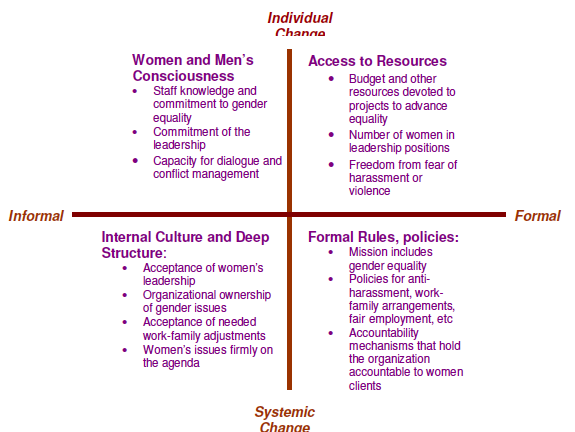 Individual
Change
Women and Men's
Consciousness
• Staff knowledge and
commitment to gender
equality
• Commitment of the
leadership
• Capacity for dialogue and
conflict management
Access to Resources
• Budget and other
resources devoted to
projects to advance
equality
• Number of women in
leadership positions
• Freedom from fear of
harassment or
violence
Informal
Formal
Internal Culture and Deep
Structure:
• Acceptance of women's
leadership
• Organizational ownership
of gender issues
• Acceptance of needed
work-family adjustments
• Women's issues firmly on
the agenda
Formal Rules, policies:
• Mission includes
gender equality
• Policies for anti-
harassment, work-
family arrangements,
fair employment, etc
• Accountability
mechanisms that hold
the organization
accountable to women
clients
Systemic
Change